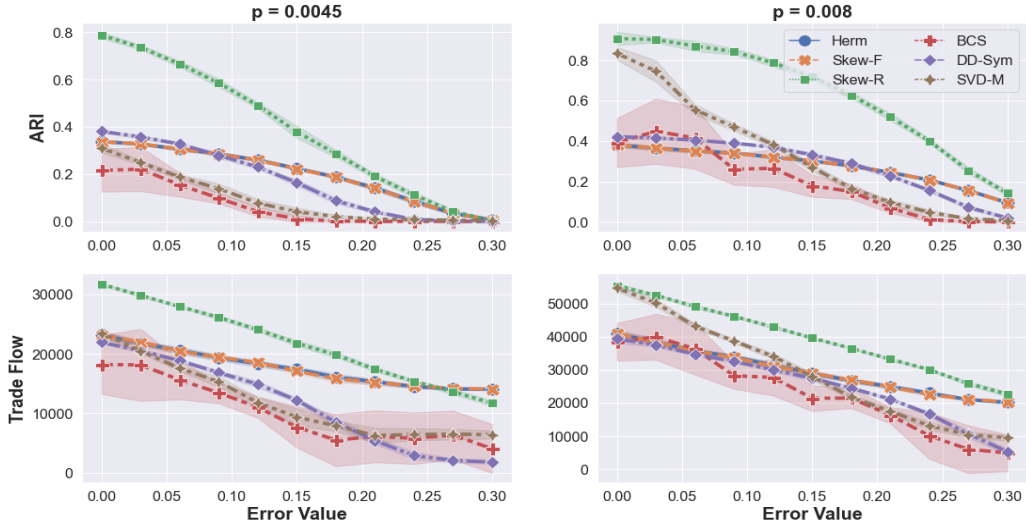 p = 0.0045
p = 0.008
ARI
0.8
0.6
0.4
0.2
0.0
0.00 0.05 0.10 0.15 0.20 0.25 0.30
0.8
0.6
0.4
0.2
0.0
0.00 0.05 0.10 0.15 0.20 0.25 0.30
Herm
Skew-F
Skew-R
BCS
DD-Sym
SVD-M
Trade Flow
30000
20000
10000
0
0.00 0.05 0.10 0.15 0.20 0.25 0.30
Error Value
50000
40000
30000
20000
10000
0
0.00 0.05 0.10 0.15 0.20 0.25 0.30
Error Value